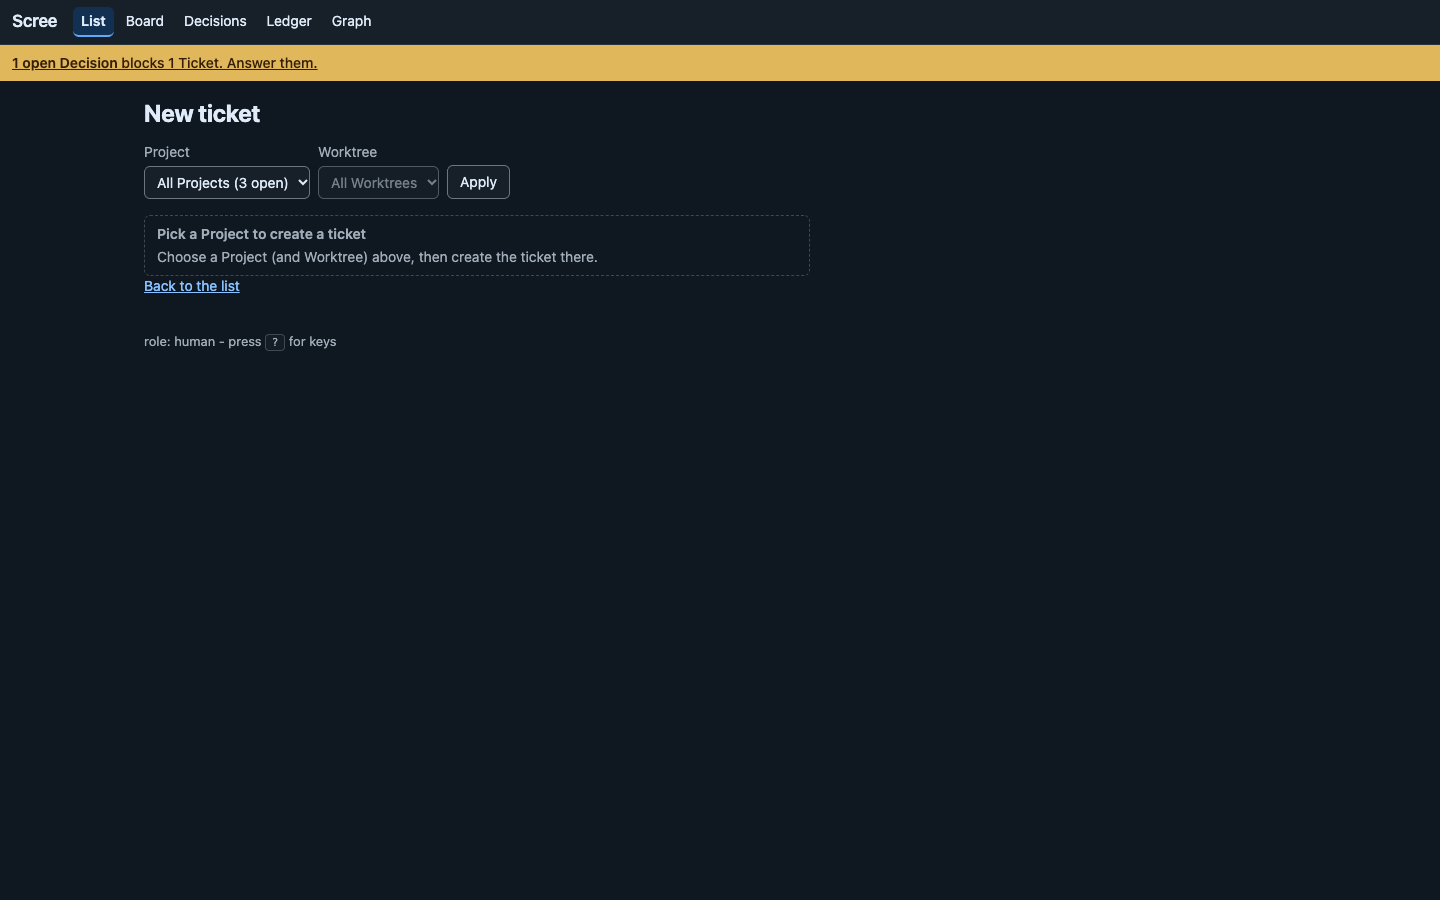 Scree List Board Decisions Ledger Graph
1 open Decision blocks 1 Ticket. Answer them.
New ticket
Project Worktree
All Projects (3 open) All Worktrees Apply
Pick a Project to create a ticket
Choose a Project (and Worktree) above, then create the ticket there.
Back to the list
role: human - press ? for keys